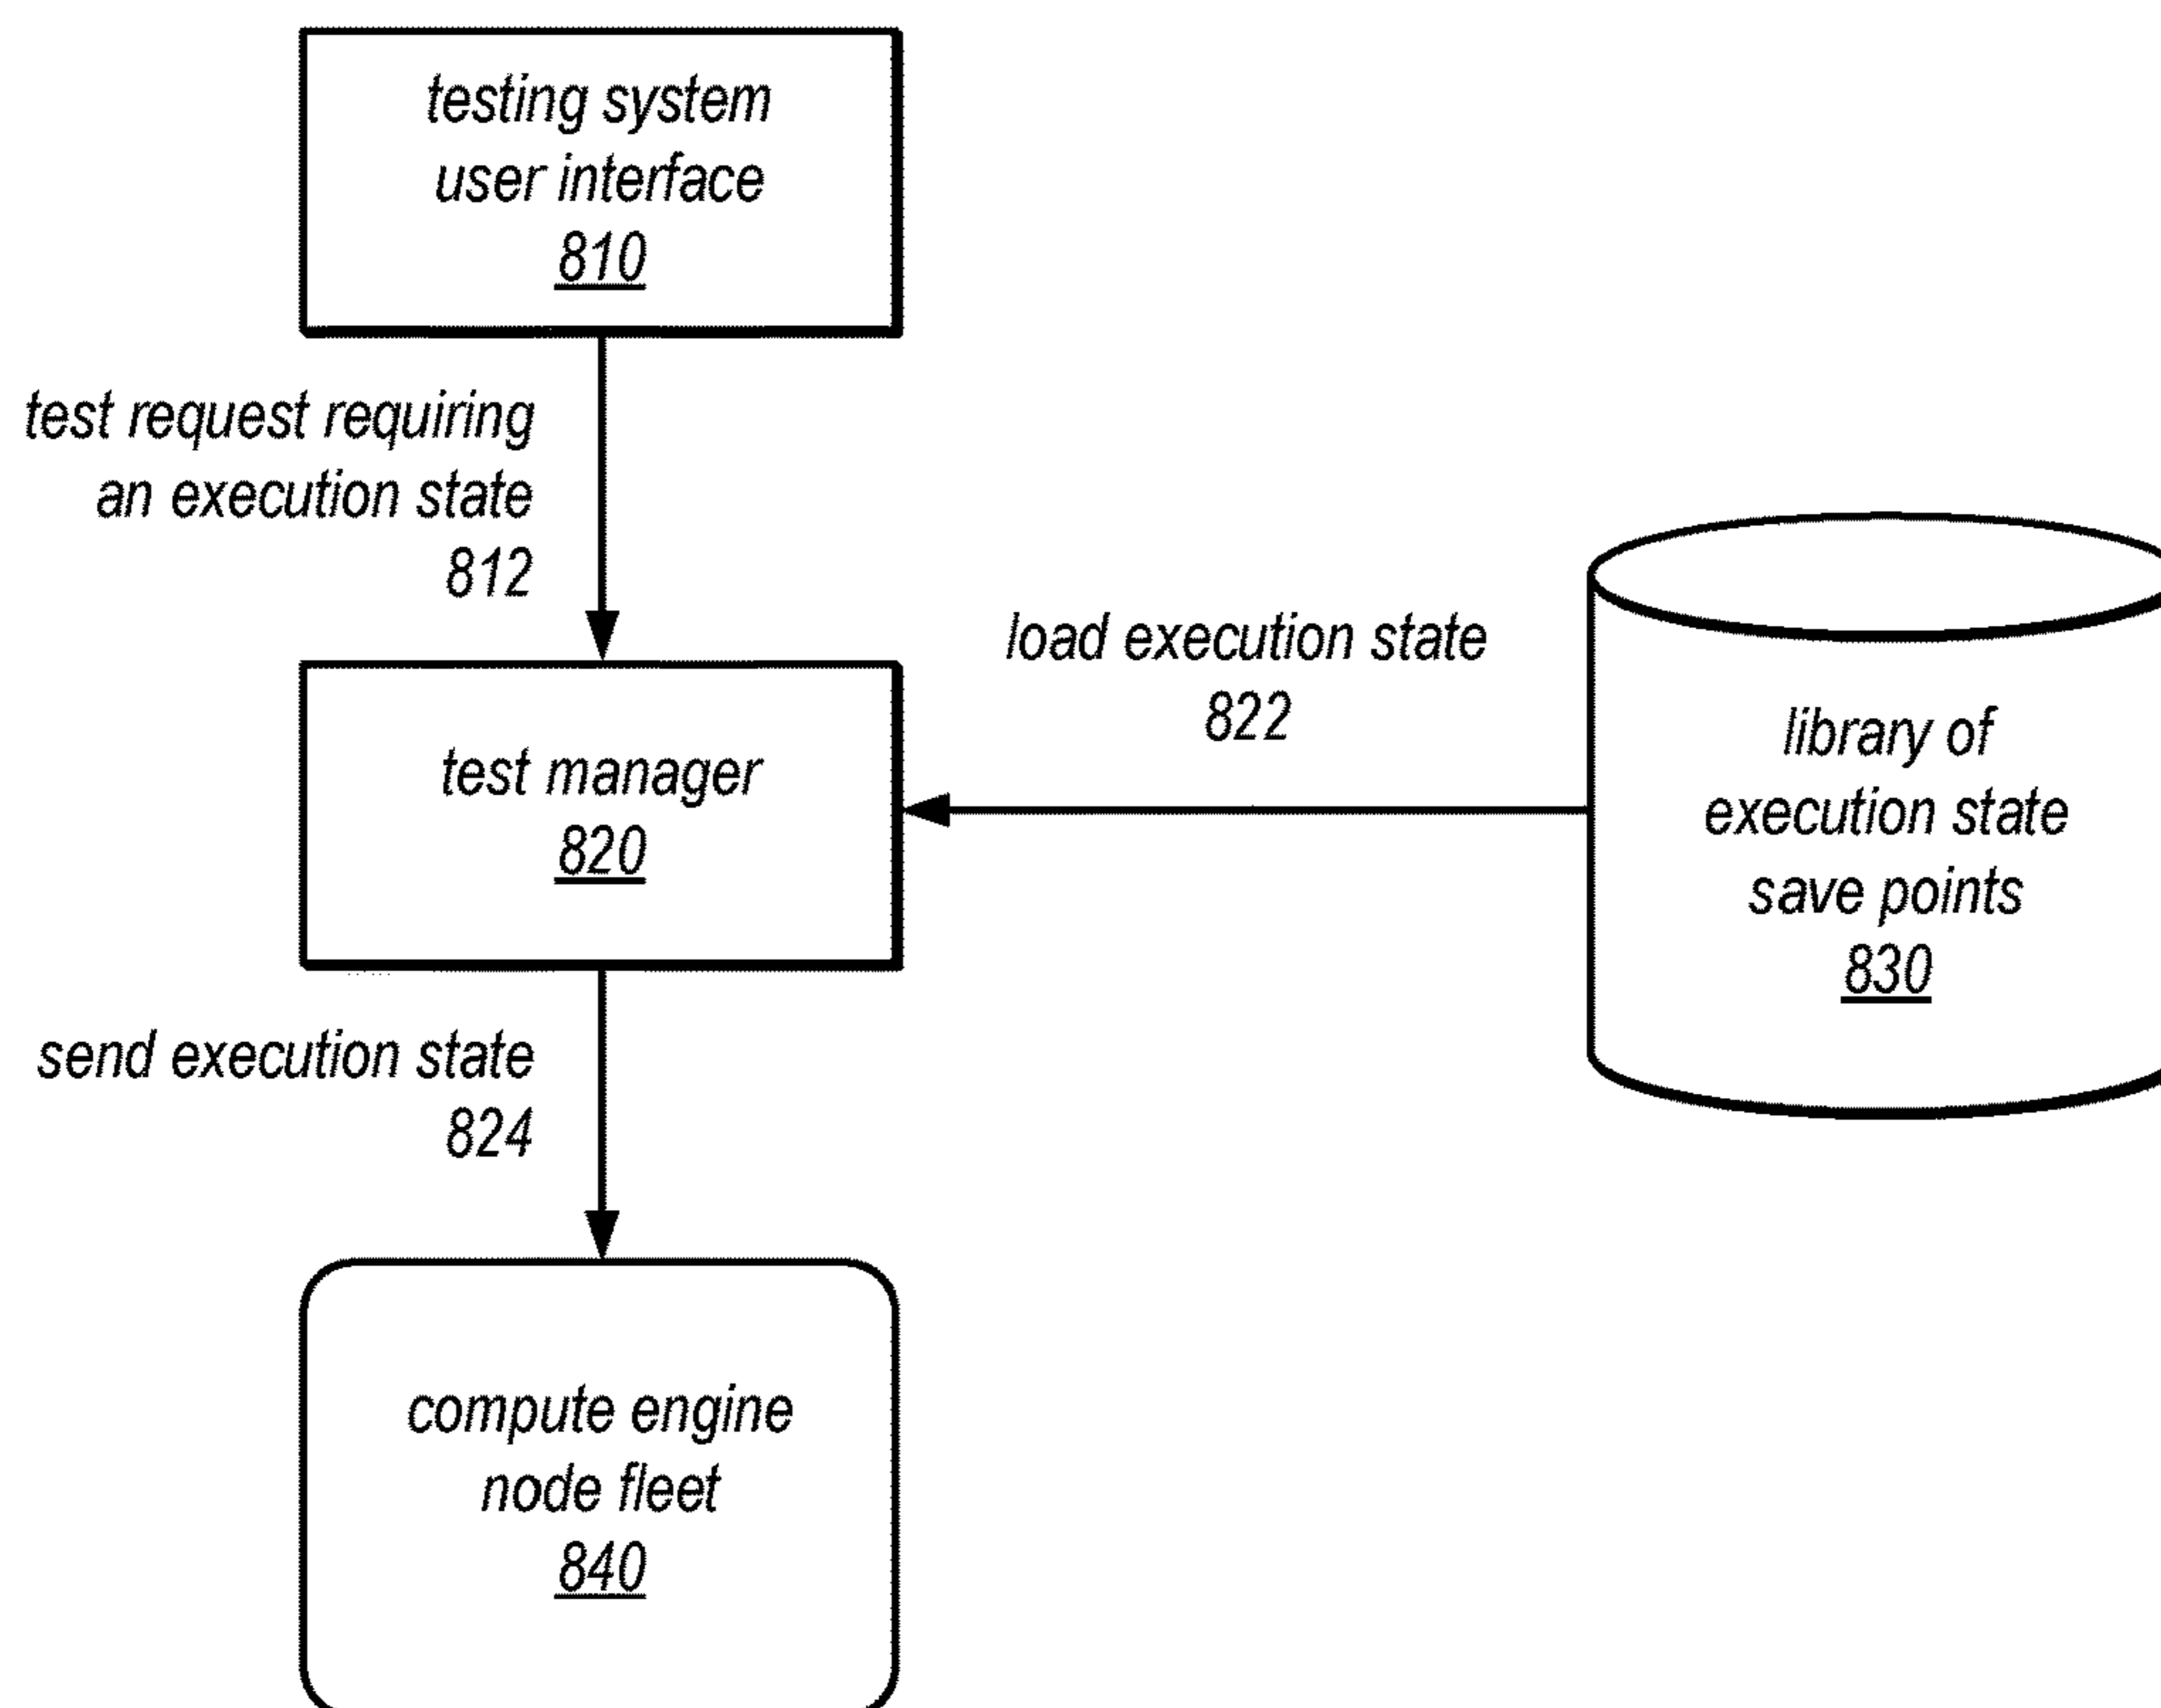 testing system
user interface
810
test request requiring
an execution state
812
load execution state
822
test manager
820
library of
execution state
save points
830
send execution state
824
compute engine
node fleet
840